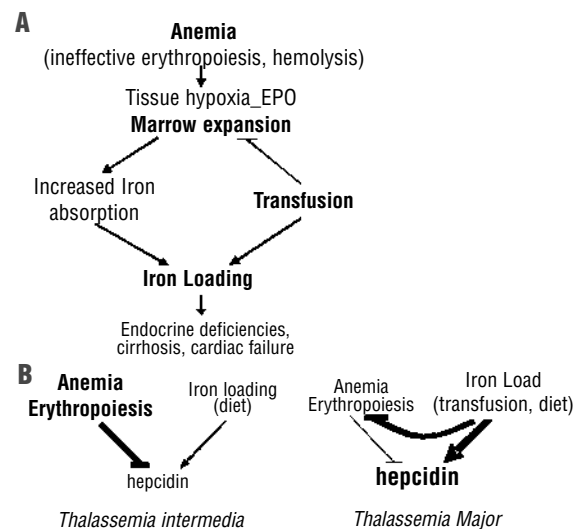 A
Anemia
(ineffective erythropoiesis, hemolysis)
Tissue hypoxia_EPO
Marrow expansion
Increased Iron
absorption
Transfusion
Iron Loading
Endocrine deficiencies,
cirrhosis, cardiac failure
B
Anemia
Erythropoiesis
Iron loading
(diet)
hepcidin
Thalassemia intermedia
Anemia
Erythropoiesis
Iron Load
(transfusion, diet)
hepcidin
Thalassemia Major